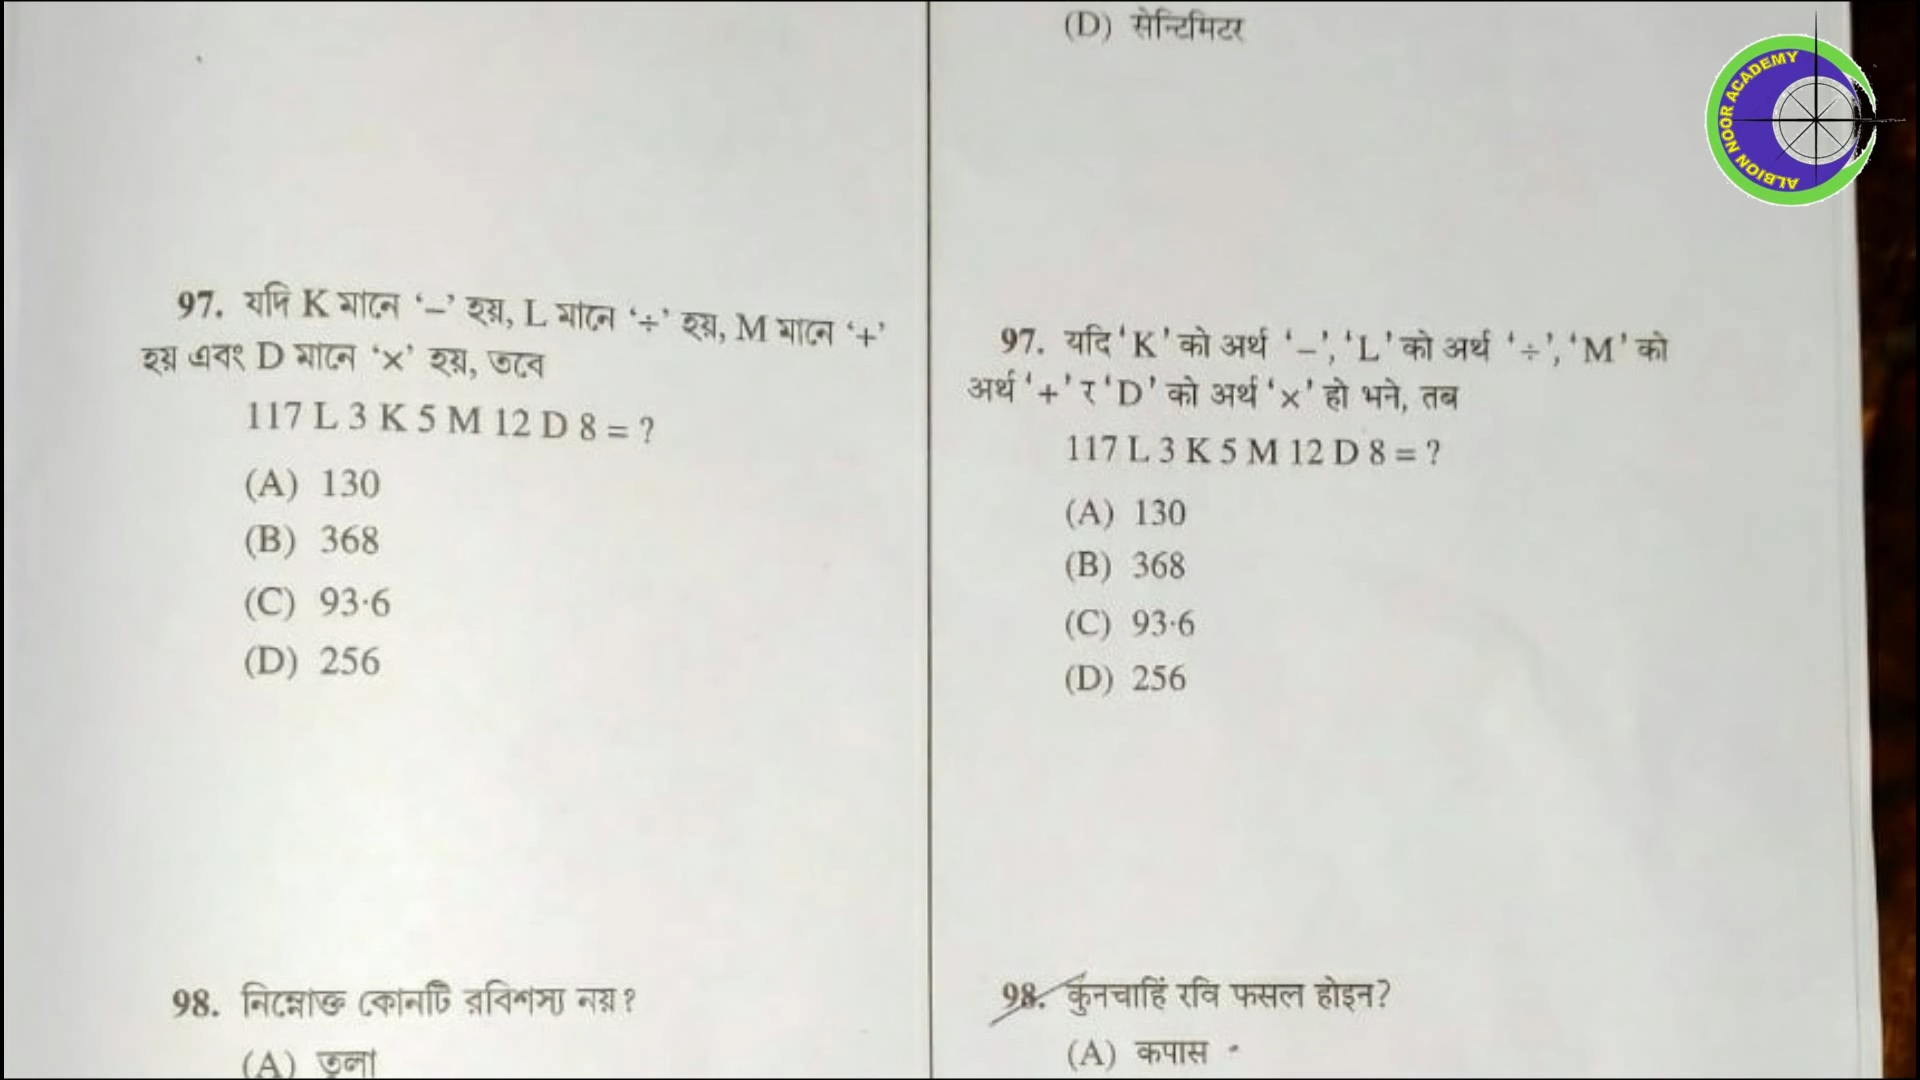 97. যদি K মানে ‘–’ হয়, L মানে ‘÷’ হয়, M মানে ‘+’
হয় এবং D মানে ‘×’ হয়, তবে
117 L 3 K 5 M 12 D 8 = ?
(A) 130
(B) 368
(C) 93·6
(D) 256
98. নিম্নোক্ত কোনটি রবিশস্য নয়?
(A) তুলা
(D) सेन्टिमिटर
97. यदि ‘K’ को अर्थ ‘–’, ‘L’ को अर्थ ‘÷’, ‘M’ को
अर्थ ‘+’ र ‘D’ को अर्थ ‘×’ हो भने, तब
117 L 3 K 5 M 12 D 8 = ?
(A) 130
(B) 368
(C) 93·6
(D) 256
98. कुनचाहिं रवि फसल होइन?
(A) कपास
ALBION NOOR ACADEMY